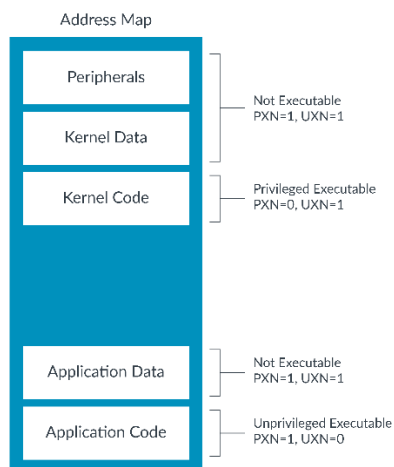 Address Map
Peripherals
Not Executable
PXN=1, UXN=1
Kernel Data
Kernel Code
Privileged Executable
PXN=0, UXN=1
Application Data
Not Executable
PXN=1, UXN=1
Application Code
Unprivileged Executable
PXN=1, UXN=0